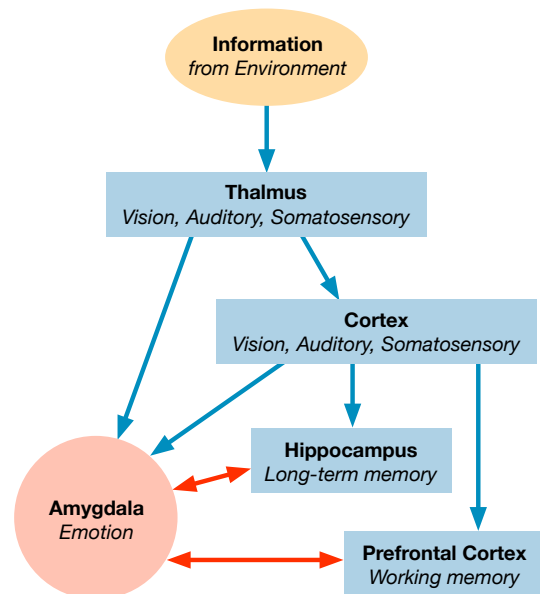 Information
from Environment
Thalmus
Vision, Auditory, Somatosensory
Cortex
Vision, Auditory, Somatosensory
Hippocampus
Long-term memory
Amygdala
Emotion
Prefrontal Cortex
Working memory